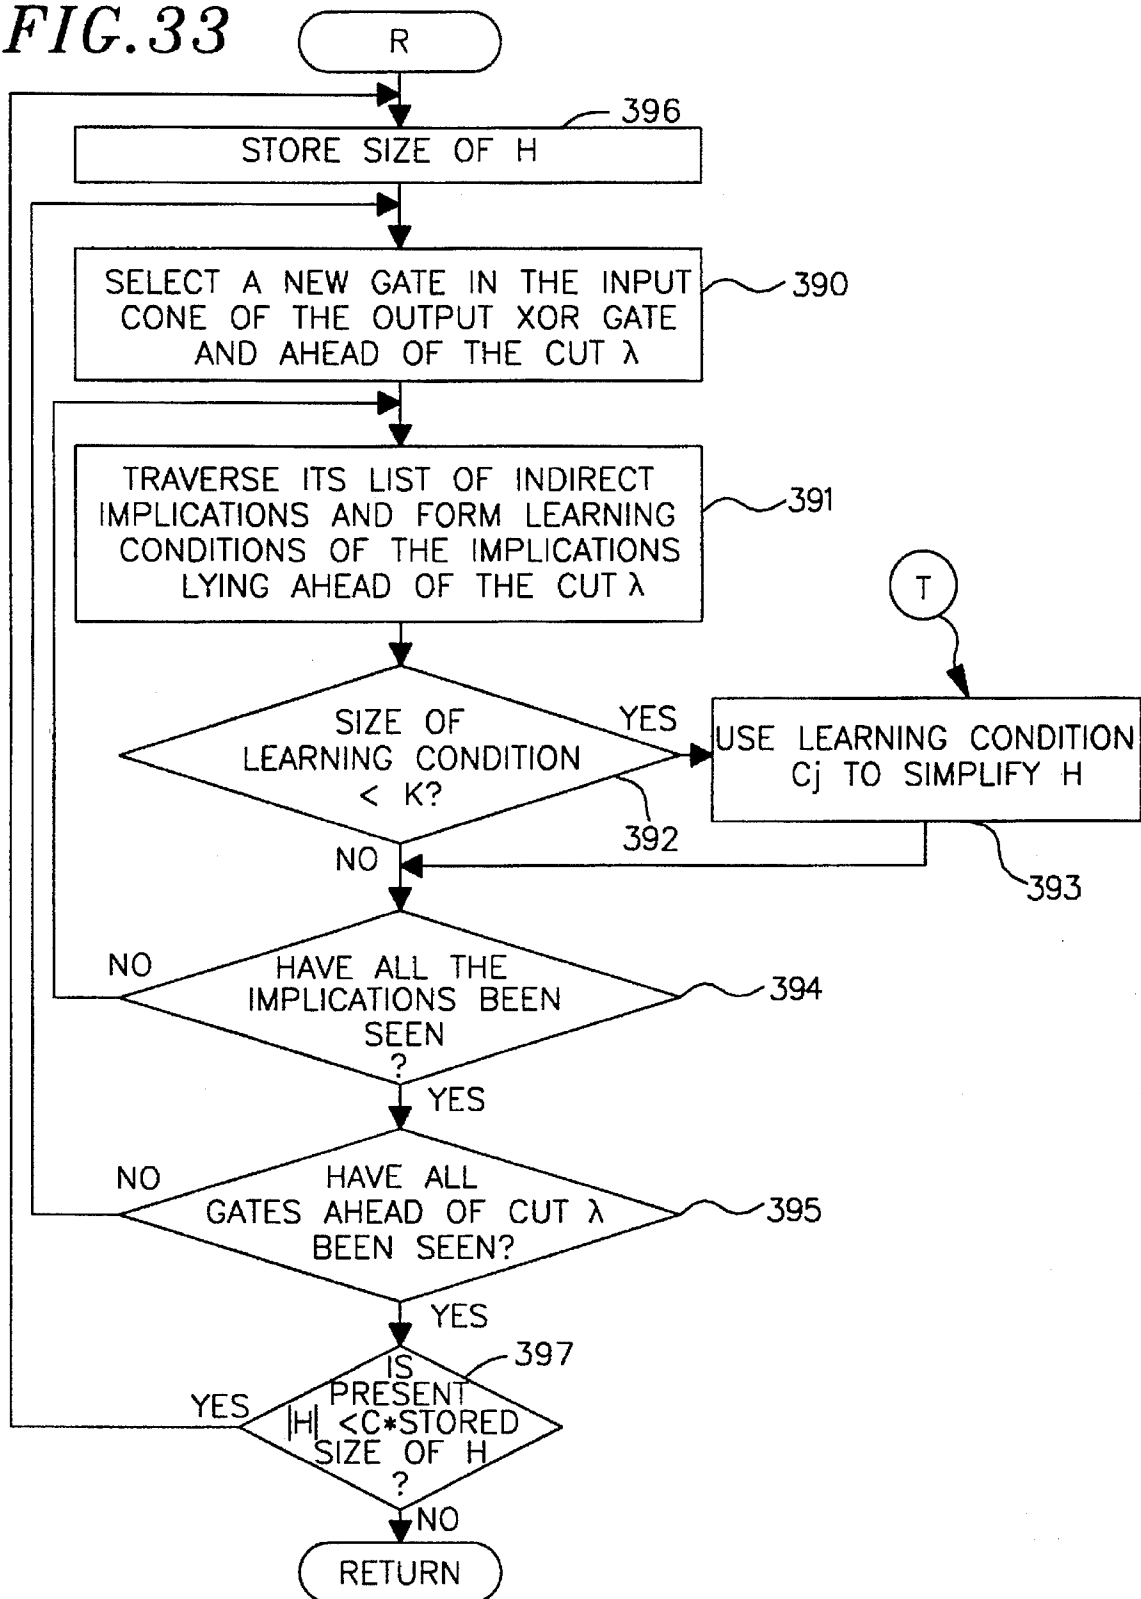 FIG.33
R
396
STORE SIZE OF H
SELECT A NEW GATE IN THE INPUT
CONE OF THE OUTPUT XOR GATE
AND AHEAD OF THE CUT λ
390
TRAVERSE ITS LIST OF INDIRECT
IMPLICATIONS AND FORM LEARNING
CONDITIONS OF THE IMPLICATIONS
LYING AHEAD OF THE CUT λ
391
T
SIZE OF
LEARNING CONDITION
< K?
YES
392
NO
USE LEARNING CONDITION
Cj TO SIMPLIFY H
393
HAVE ALL THE
IMPLICATIONS BEEN
SEEN
?
NO
394
YES
HAVE ALL
GATES AHEAD OF CUT λ
BEEN SEEN?
NO
395
YES
397
IS
PRESENT
|H| <C*STORED
SIZE OF H
?
YES
NO
RETURN